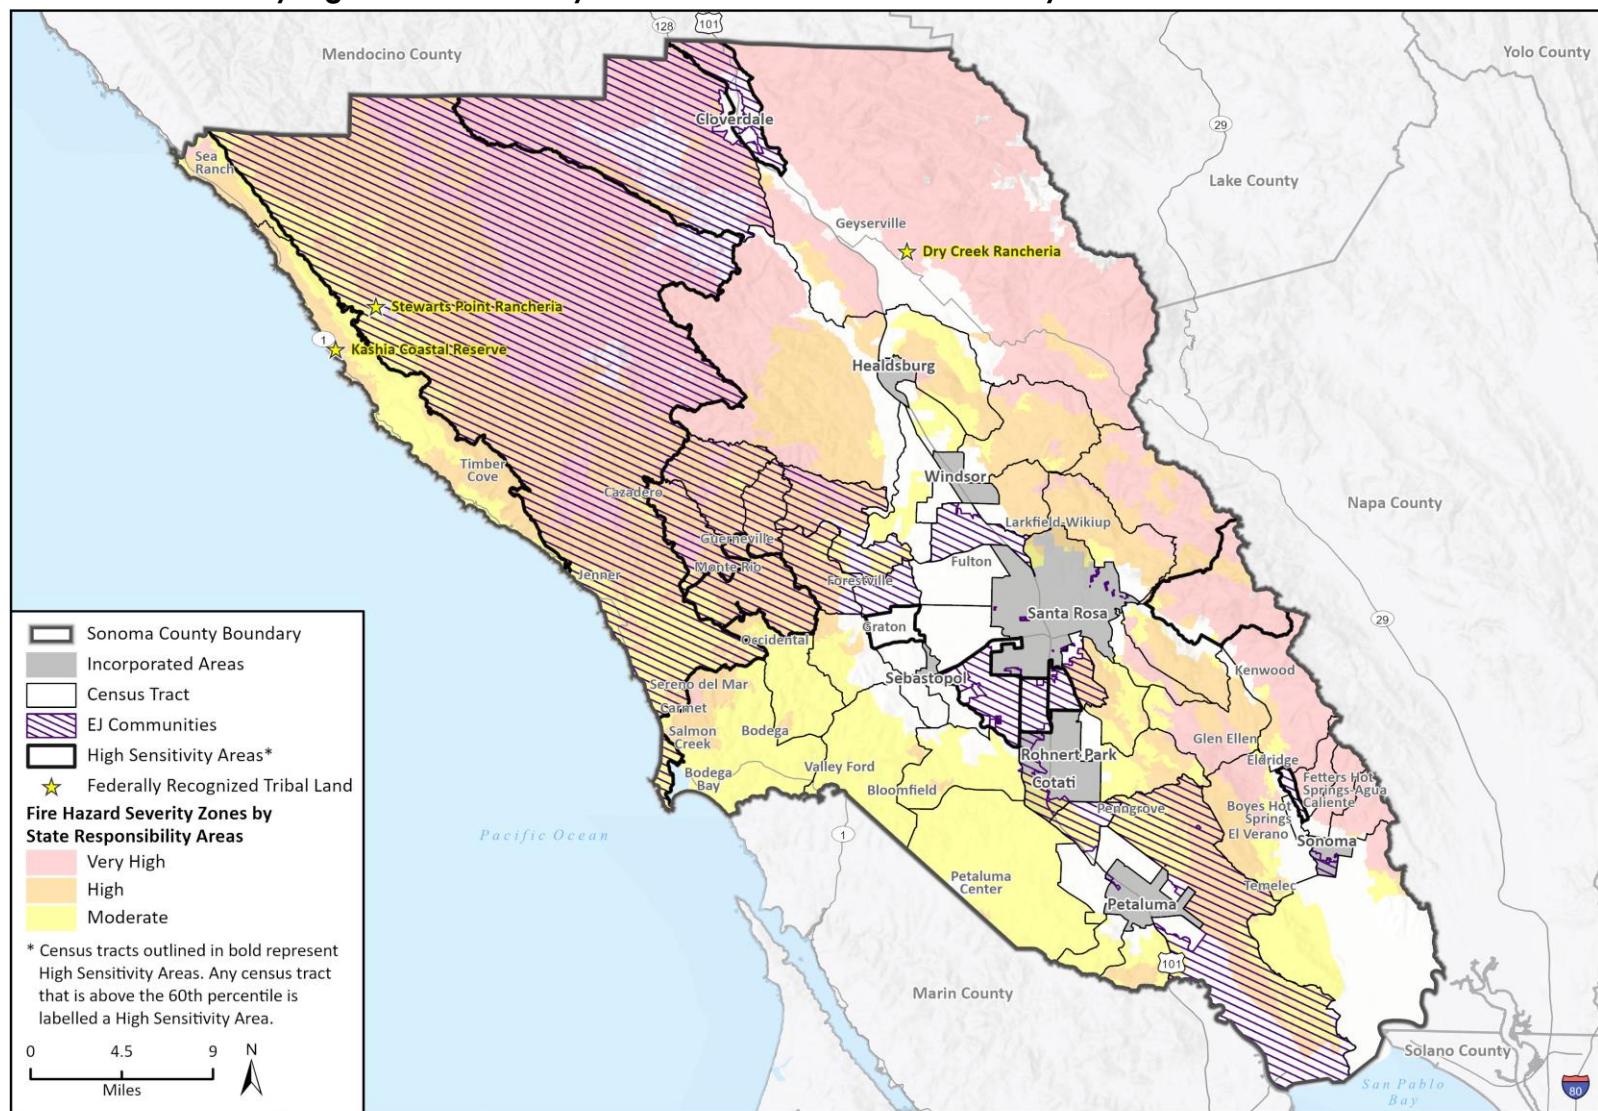 128
101
Mendocino County
Yolo County
Cloverdale
29
Sea
Ranch
Lake County
Geyserville
Dry Creek Rancheria
Stewarts Point Rancheria
1
Kashia Coastal Reserve
Healdsburg
Timber
Cove
Windsor
Cazadero
Napa County
Larkfield-Wikiup
Guerneville
Fulton
Monte Rio
Jenner
Forestville
Santa Rosa
29
Graton
Occidental
Kenwood
Sebastopol
Sereno del Mar
Carmet
Salmon
Creek
Bodega
Glen Ellen
Rohnert Park
Eldridge
Valley Ford
Bodega
Bay
Cotati
Fetters Hot
Springs-Agua
Caliente
Bloomfield
Penngrove
Boyes Hot
Springs
El Verano
Sonoma
Pacific Ocean
1
Petaluma
Center
Temelec
Petaluma
101
Marin County
Solano County
San Pablo
Bay
80
Sonoma County Boundary
Incorporated Areas
Census Tract
EJ Communities
High Sensitivity Areas*
Federally Recognized Tribal Land
Fire Hazard Severity Zones by
State Responsibility Areas
Very High
High
Moderate
* Census tracts outlined in bold represent
High Sensitivity Areas. Any census tract
that is above the 60th percentile is
labelled a High Sensitivity Area.
0 4.5 9
Miles
N